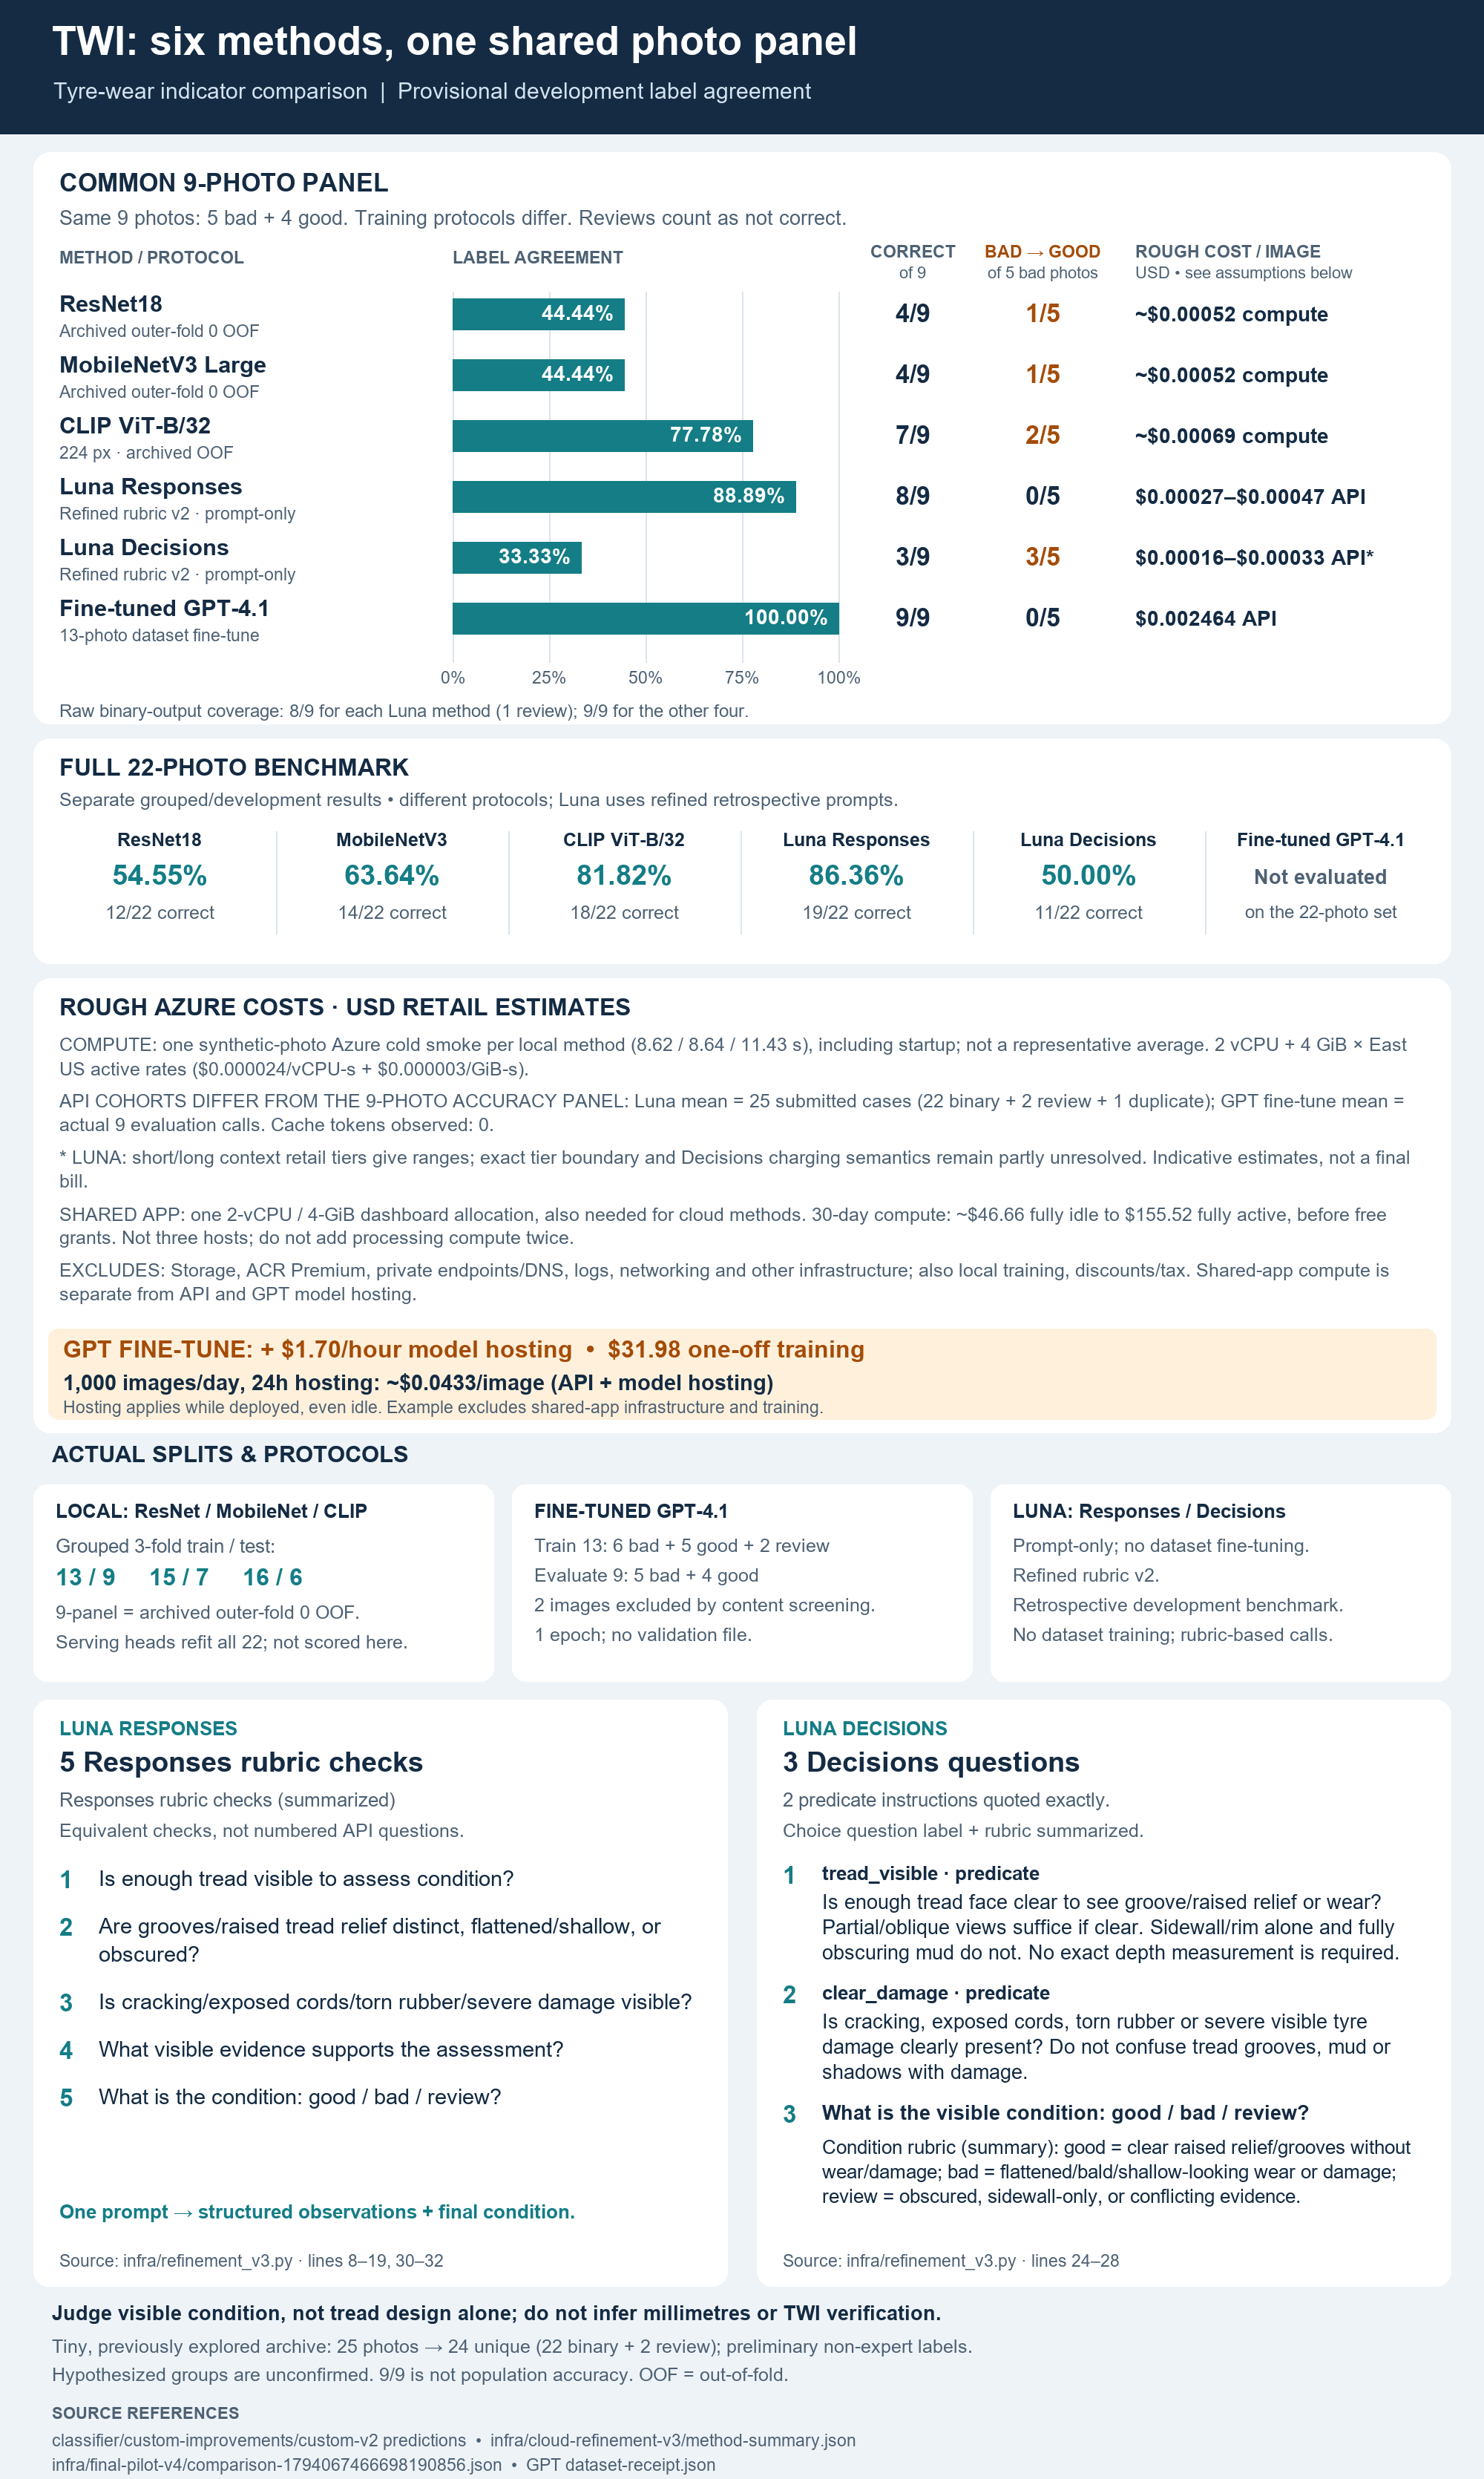 TWI: six methods, one shared photo panel
Tyre-wear indicator comparison | Provisional development label agreement
COMMON 9-PHOTO PANEL
Same 9 photos: 5 bad + 4 good. Training protocols differ. Reviews count as not correct.
METHOD / PROTOCOL LABEL AGREEMENT CORRECT of 9 BAD → GOOD of 5 bad photos ROUGH COST / IMAGE USD • see assumptions below
ResNet18 44.44% 4/9 1/5 ~$0.00052 compute
Archived outer-fold 0 OOF
MobileNetV3 Large 44.44% 4/9 1/5 ~$0.00052 compute
Archived outer-fold 0 OOF
CLIP ViT-B/32 77.78% 7/9 2/5 ~$0.00069 compute
224 px · archived OOF
Luna Responses 88.89% 8/9 0/5 $0.00027–$0.00047 API
Refined rubric v2 · prompt-only
Luna Decisions 33.33% 3/9 3/5 $0.00016–$0.00033 API*
Refined rubric v2 · prompt-only
Fine-tuned GPT-4.1 100.00% 9/9 0/5 $0.002464 API
13-photo dataset fine-tune
0% 25% 50% 75% 100%
Raw binary-output coverage: 8/9 for each Luna method (1 review); 9/9 for the other four.
FULL 22-PHOTO BENCHMARK
Separate grouped/development results • different protocols; Luna uses refined retrospective prompts.
ResNet18 MobileNetV3 CLIP ViT-B/32 Luna Responses Luna Decisions Fine-tuned GPT-4.1
54.55% 63.64% 81.82% 86.36% 50.00% Not evaluated
12/22 correct 14/22 correct 18/22 correct 19/22 correct 11/22 correct on the 22-photo set
ROUGH AZURE COSTS · USD RETAIL ESTIMATES
COMPUTE: one synthetic-photo Azure cold smoke per local method (8.62 / 8.64 / 11.43 s), including startup; not a representative average. 2 vCPU + 4 GiB × East
US active rates ($0.000024/vCPU-s + $0.000003/GiB-s).
API COHORTS DIFFER FROM THE 9-PHOTO ACCURACY PANEL: Luna mean = 25 submitted cases (22 binary + 2 review + 1 duplicate); GPT fine-tune mean =
actual 9 evaluation calls. Cache tokens observed: 0.
* LUNA: short/long context retail tiers give ranges; exact tier boundary and Decisions charging semantics remain partly unresolved. Indicative estimates, not a final
bill.
SHARED APP: one 2-vCPU / 4-GiB dashboard allocation, also needed for cloud methods. 30-day compute: ~$46.66 fully idle to $155.52 fully active, before free
grants. Not three hosts; do not add processing compute twice.
EXCLUDES: Storage, ACR Premium, private endpoints/DNS, logs, networking and other infrastructure; also local training, discounts/tax. Shared-app compute is
separate from API and GPT model hosting.
GPT FINE-TUNE: + $1.70/hour model hosting • $31.98 one-off training
1,000 images/day, 24h hosting: ~$0.0433/image (API + model hosting)
Hosting applies while deployed, even idle. Example excludes shared-app infrastructure and training.
ACTUAL SPLITS & PROTOCOLS
LOCAL: ResNet / MobileNet / CLIP
Grouped 3-fold train / test:
13 / 9 15 / 7 16 / 6
9-panel = archived outer-fold 0 OOF.
Serving heads refit all 22; not scored here.
FINE-TUNED GPT-4.1
Train 13: 6 bad + 5 good + 2 review
Evaluate 9: 5 bad + 4 good
2 images excluded by content screening.
1 epoch; no validation file.
LUNA: Responses / Decisions
Prompt-only; no dataset fine-tuning.
Refined rubric v2.
Retrospective development benchmark.
No dataset training; rubric-based calls.
LUNA RESPONSES
5 Responses rubric checks
Responses rubric checks (summarized)
Equivalent checks, not numbered API questions.
1 Is enough tread visible to assess condition?
2 Are grooves/raised tread relief distinct, flattened/shallow, or
obscured?
3 Is cracking/exposed cords/torn rubber/severe damage visible?
4 What visible evidence supports the assessment?
5 What is the condition: good / bad / review?
One prompt → structured observations + final condition.
Source: infra/refinement_v3.py · lines 8–19, 30–32
LUNA DECISIONS
3 Decisions questions
2 predicate instructions quoted exactly.
Choice question label + rubric summarized.
1 tread_visible · predicate
Is enough tread face clear to see groove/raised relief or wear?
Partial/oblique views suffice if clear. Sidewall/rim alone and fully
obscuring mud do not. No exact depth measurement is required.
2 clear_damage · predicate
Is cracking, exposed cords, torn rubber or severe visible tyre
damage clearly present? Do not confuse tread grooves, mud or
shadows with damage.
3 What is the visible condition: good / bad / review?
Condition rubric (summary): good = clear raised relief/grooves without
wear/damage; bad = flattened/bald/shallow-looking wear or damage;
review = obscured, sidewall-only, or conflicting evidence.
Source: infra/refinement_v3.py · lines 24–28
Judge visible condition, not tread design alone; do not infer millimetres or TWI verification.
Tiny, previously explored archive: 25 photos → 24 unique (22 binary + 2 review); preliminary non-expert labels.
Hypothesized groups are unconfirmed. 9/9 is not population accuracy. OOF = out-of-fold.
SOURCE REFERENCES
classifier/custom-improvements/custom-v2 predictions • infra/cloud-refinement-v3/method-summary.json
infra/final-pilot-v4/comparison-1794067466698190856.json • GPT dataset-receipt.json